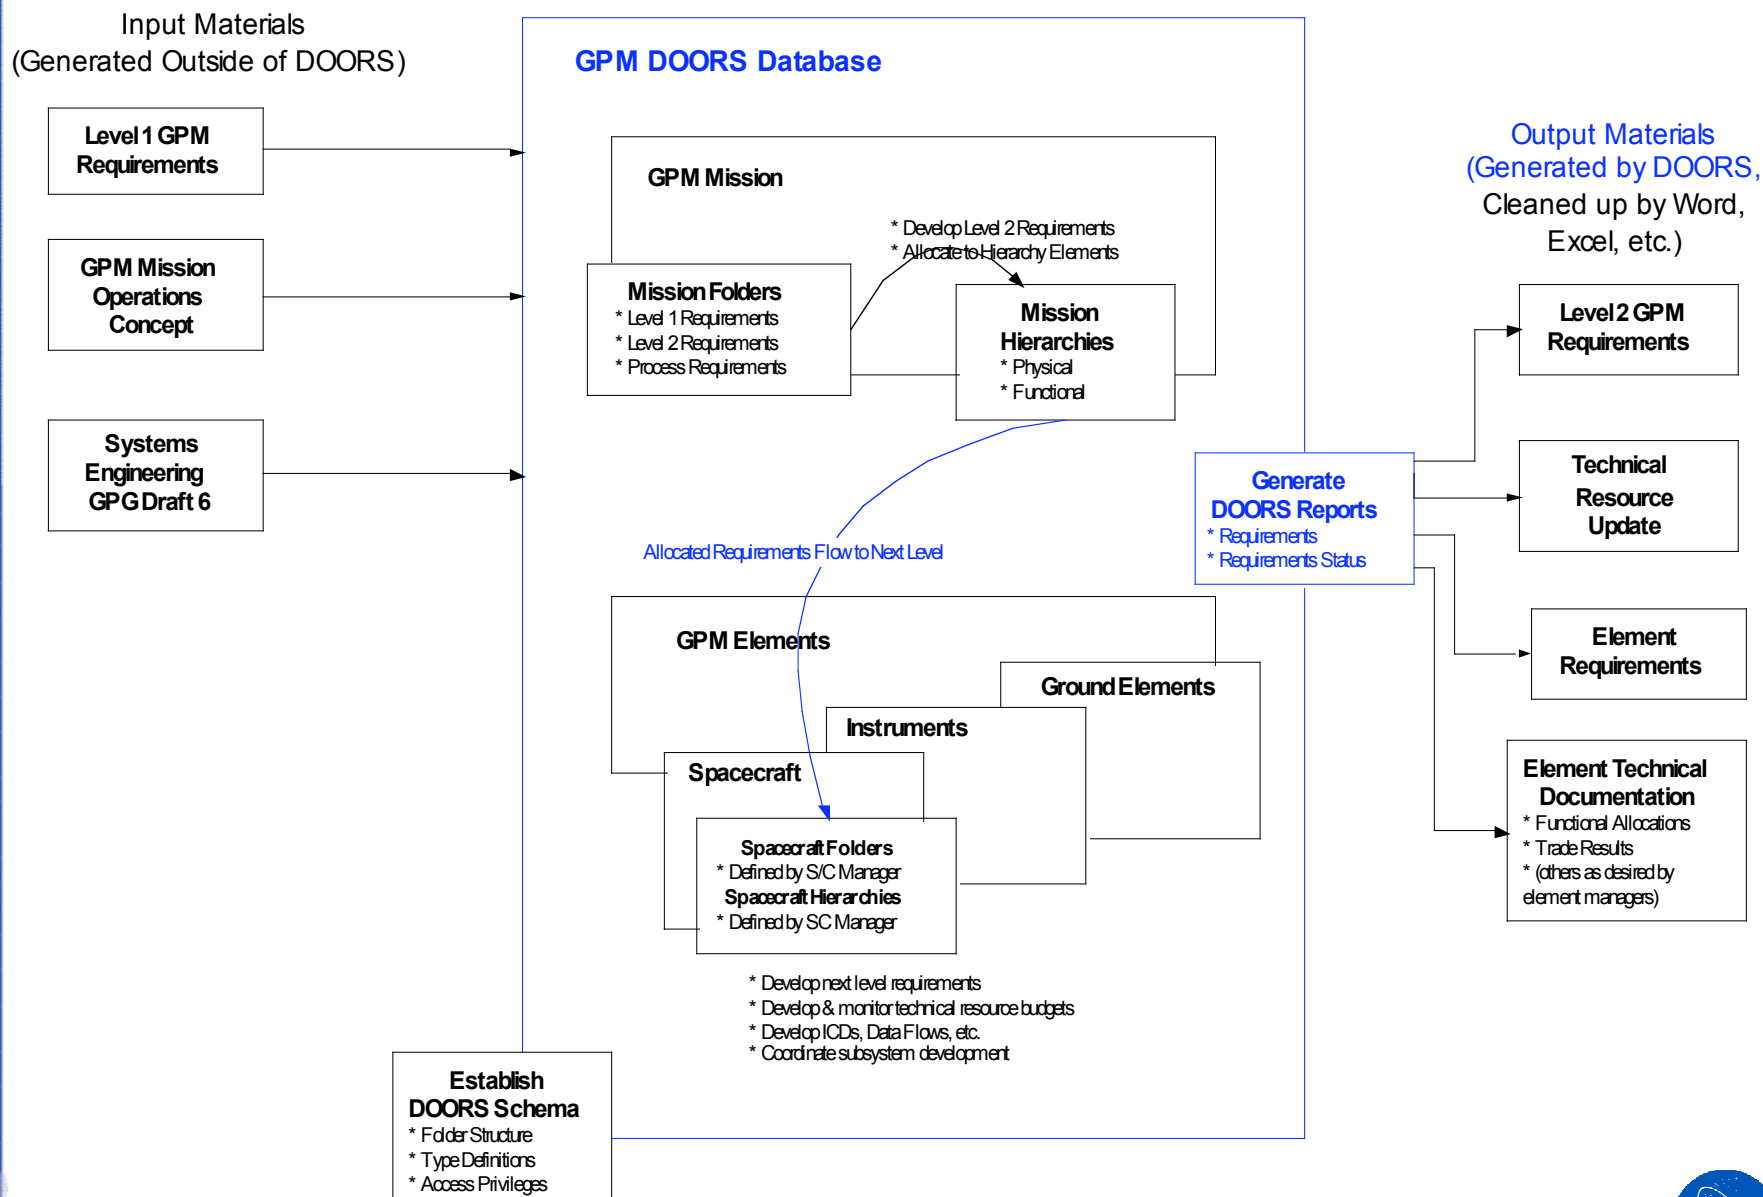 Input Materials
(Generated Outside of DOORS)
Level 1 GPM
Requirements
GPM Mission
Operations
Concept
Systems
Engineering
GPG Draft 6
GPM DOORS Database
GPM Mission
* Develop Level 2 Requirements
* Allocate to Hierarchy Elements
Mission Folders
* Level 1 Requirements
* Level 2 Requirements
* Process Requirements
Mission
Hierarchies
* Physical
* Functional
Allocated Requirements Flow to Next Level
GPM Elements
Ground Elements
Instruments
Spacecraft
Spacecraft Folders
* Defined by S/C Manager
Spacecraft Hierarchies
* Defined by SC Manager
* Develop next level requirements
* Develop & monitor technical resource budgets
* Develop ICDs, Data Flows, etc.
* Coordinate subsystem development
Establish
DOORS Schema
* Folder Structure
* Type Definitions
* Access Privileges
Generate
DOORS Reports
* Requirements
* Requirements Status
Output Materials
(Generated by DOORS,
Cleaned up by Word,
Excel, etc.)
Level 2 GPM
Requirements
Technical
Resource
Update
Element
Requirements
Element Technical
Documentation
* Functional Allocations
* Trade Results
* (others as desired by
element managers)